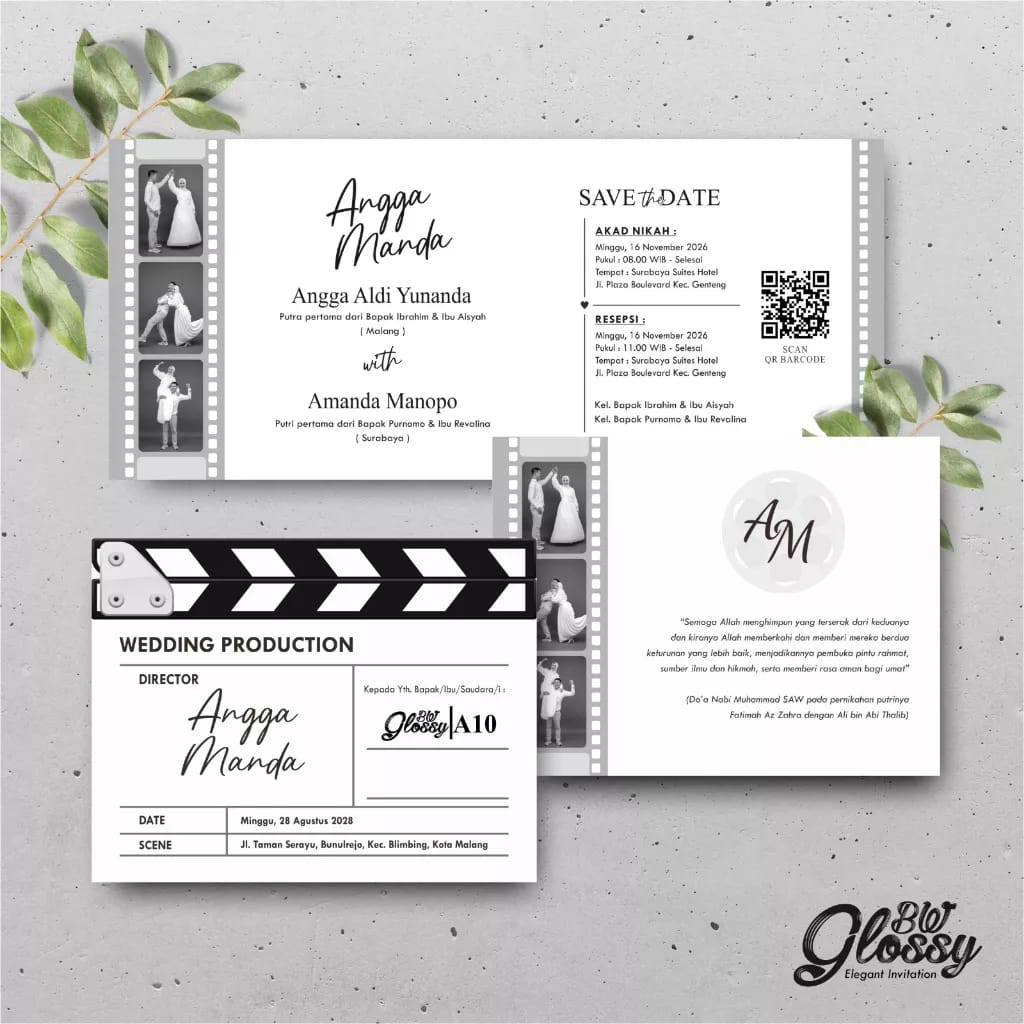 Angga
Manda
Angga Aldi Yunanda
Putra pertama dari Bapak Ibrahim & Ibu Aisyah
( Malang )
with
Amanda Manopo
Putri pertama dari Bapak Purnomo & Ibu Revalina
( Surabaya )
SAVE the DATE
AKAD NIKAH :
Minggu, 16 November 2026
Pukul : 08.00 WIB - Selesai
Tempat : Surabaya Suites Hotel
Jl. Plaza Boulevard Kec. Genteng
RESEPSI :
Minggu, 16 November 2026
Pukul : 11.00 WIB - Selesai
Tempat : Surabaya Suites Hotel
Jl. Plaza Boulevard Kec. Genteng
Kel. Bapak Ibrahim & Ibu Aisyah
Kel. Bapak Purnomo & Ibu Revalina
SCAN
QR BARCODE
AM
"Semoga Allah menghimpun yang terserak dari keduanya
dan kiranya Allah memberkahi dan memberi mereka berdua
keturunan yang lebih baik, menjadikannya pembuka pintu rahmat,
sumber ilmu dan hikmah, serta memberi rasa aman bagi umat"
(Do'a Nabi Muhammad SAW pada pernikahan putrinya
Fatimah Az Zahra dengan Ali bin Abi Thalib)
WEDDING PRODUCTION
DIRECTOR
Angga
Manda
Kepada Yth. Bapak/Ibu/Saudara/i :
BW
Glossy|A10
DATE
Minggu, 28 Agustus 2028
SCENE
Jl. Taman Serayu, Bunulrejo, Kec. Blimbing, Kota Malang
BW
Glossy
Elegant Invitation